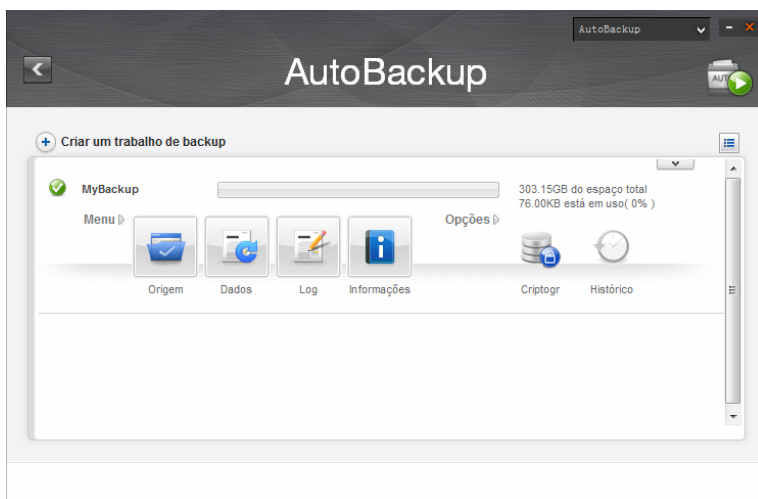 AutoBackup
AutoBackup
AUT
Criar um trabalho de backup
MyBackup
303.15GB do espaço total
76.00KB está em uso( 0% )
Menu
Opções
Origem
Dados
Log
Informações
Criptogr
Histórico